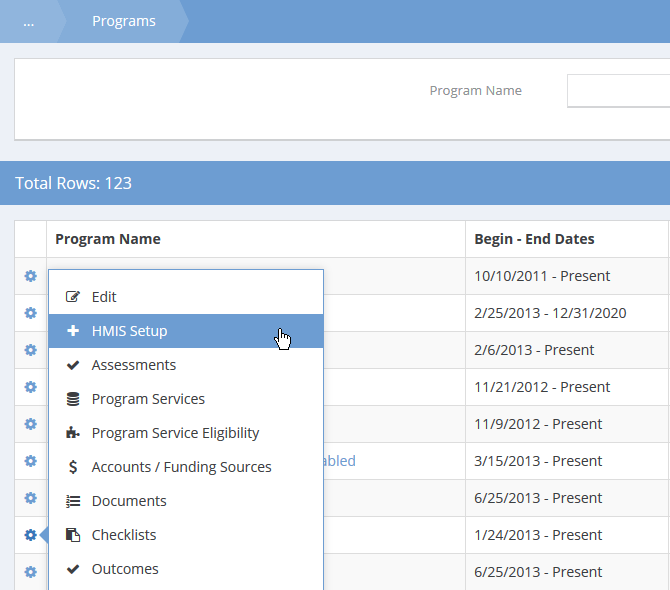 ... Programs
Program Name
Total Rows: 123
Program Name Begin - End Dates
10/10/2011 - Present
Edit
2/25/2013 - 12/31/2020
HMIS Setup
2/6/2013 - Present
Assessments
11/21/2012 - Present
Program Services
11/9/2012 - Present
Program Service Eligibility
abled 3/15/2013 - Present
Accounts / Funding Sources
6/25/2013 - Present
Documents
1/24/2013 - Present
Checklists
6/25/2013 - Present
Outcomes